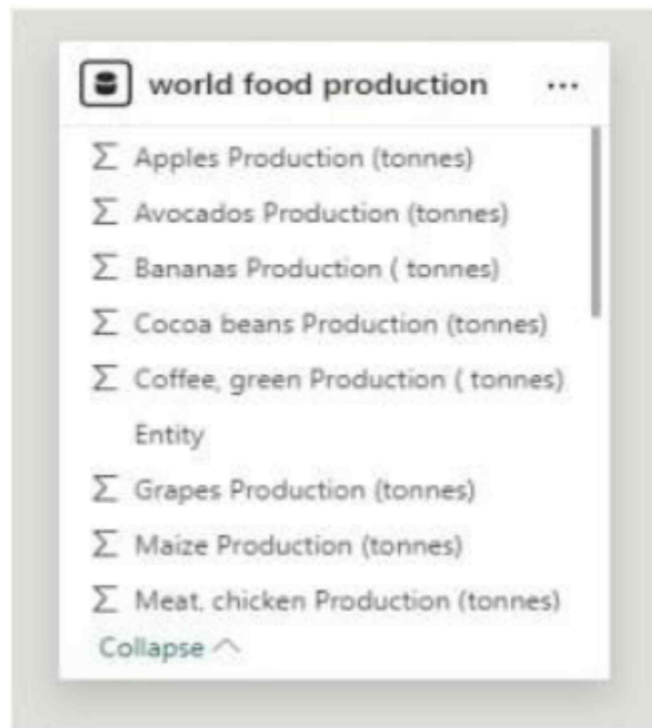 world food production ...
Σ Apples Production (tonnes)
Σ Avocados Production (tonnes)
Σ Bananas Production ( tonnes)
Σ Cocoa beans Production (tonnes)
Σ Coffee, green Production ( tonnes)
Entity
Σ Grapes Production (tonnes)
Σ Maize Production (tonnes)
Σ Meat, chicken Production (tonnes)
Collapse